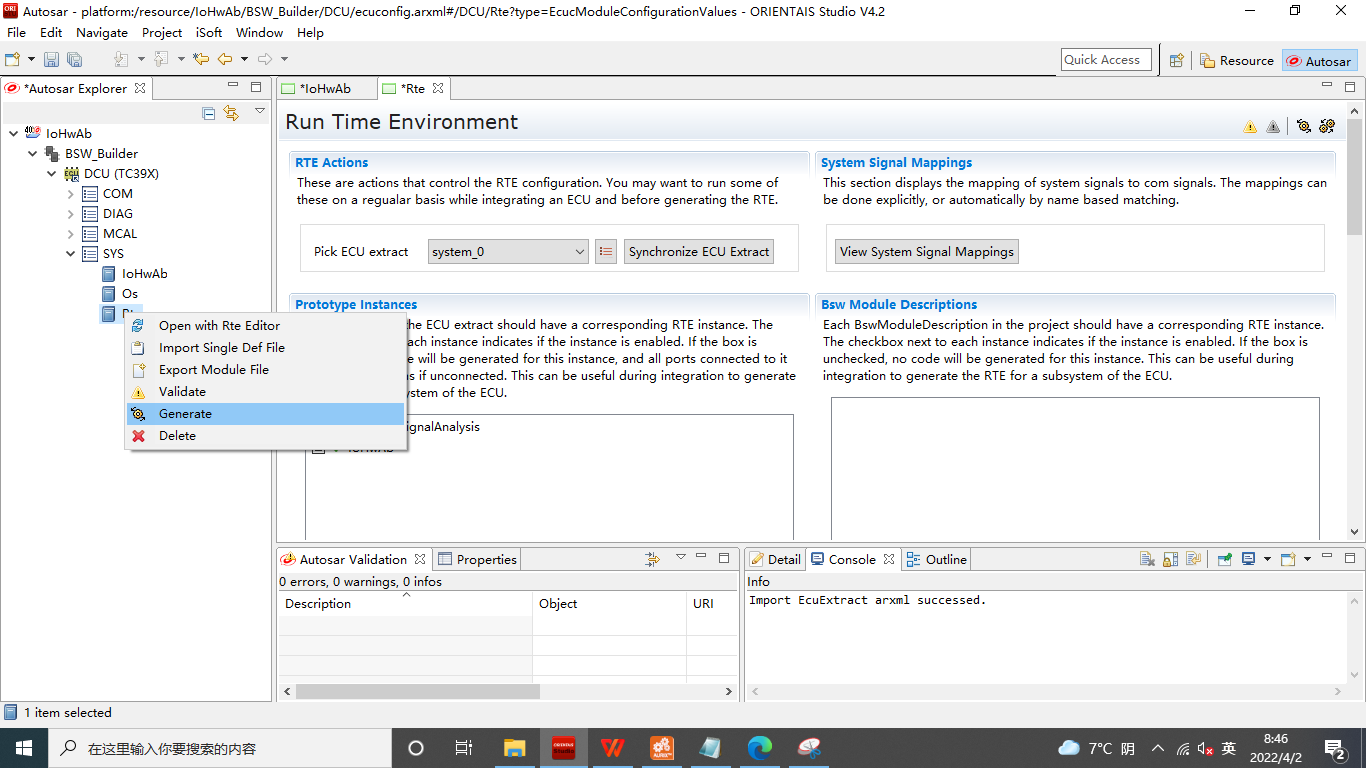 Autosar - platform:/resource/IoHwAb/BSW_Builder/DCU/ecuconfig.arxml#/DCU/Rte?type=EcucModuleConfigurationValues - ORIENTAIS Studio V4.2
File Edit Navigate Project iSoft Window Help
Quick Access
Resource
Autosar
*Autosar Explorer
*IoHwAb
*Rte
IoHwAb
BSW_Builder
DCU (TC39X)
COM
DIAG
MCAL
SYS
IoHwAb
Os
Open with Rte Editor
Import Single Def File
Export Module File
Validate
Generate
Delete
Run Time Environment
RTE Actions
These are actions that control the RTE configuration. You may want to run some of
these on a regualar basis while integrating an ECU and before generating the RTE.
Pick ECU extract
system_0
Synchronize ECU Extract
System Signal Mappings
This section displays the mapping of system signals to com signals. The mappings can
be done explicitly, or automatically by name based matching.
View System Signal Mappings
Prototype Instances
the ECU extract should have a corresponding RTE instance. The
ach instance indicates if the instance is enabled. If the box is
e will be generated for this instance, and all ports connected to it
s if unconnected. This can be useful during integration to generate
ystem of the ECU.
ignalAnalysis
IoHwAb
Bsw Module Descriptions
Each BswModuleDescription in the project should have a corresponding RTE instance.
The checkbox next to each instance indicates if the instance is enabled. If the box is
unchecked, no code will be generated for this instance. This can be useful during
integration to generate the RTE for a subsystem of the ECU.
Autosar Validation
Properties
0 errors, 0 warnings, 0 infos
Description Object URI
Detail
Console
Outline
Info
Import EcuExtract arxml successed.
1 item selected
在这里输入你要搜索的内容
7°C 阴
英
8:46
2022/4/2
2